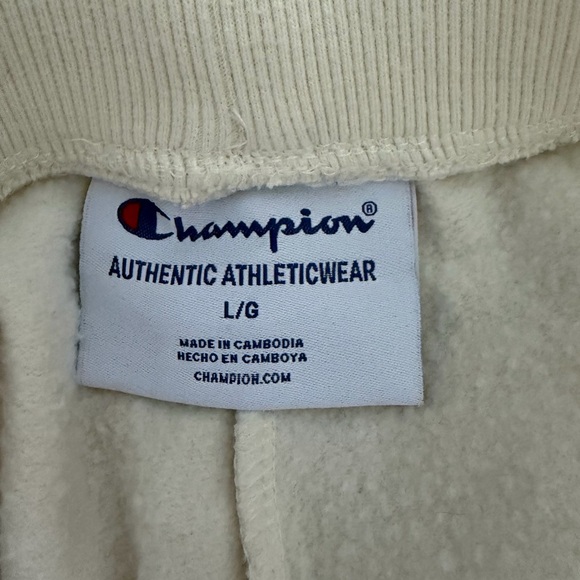 Champion®
AUTHENTIC ATHLETICWEAR
L/G
MADE IN CAMBODIA
HECHO EN CAMBOYA
CHAMPION.COM